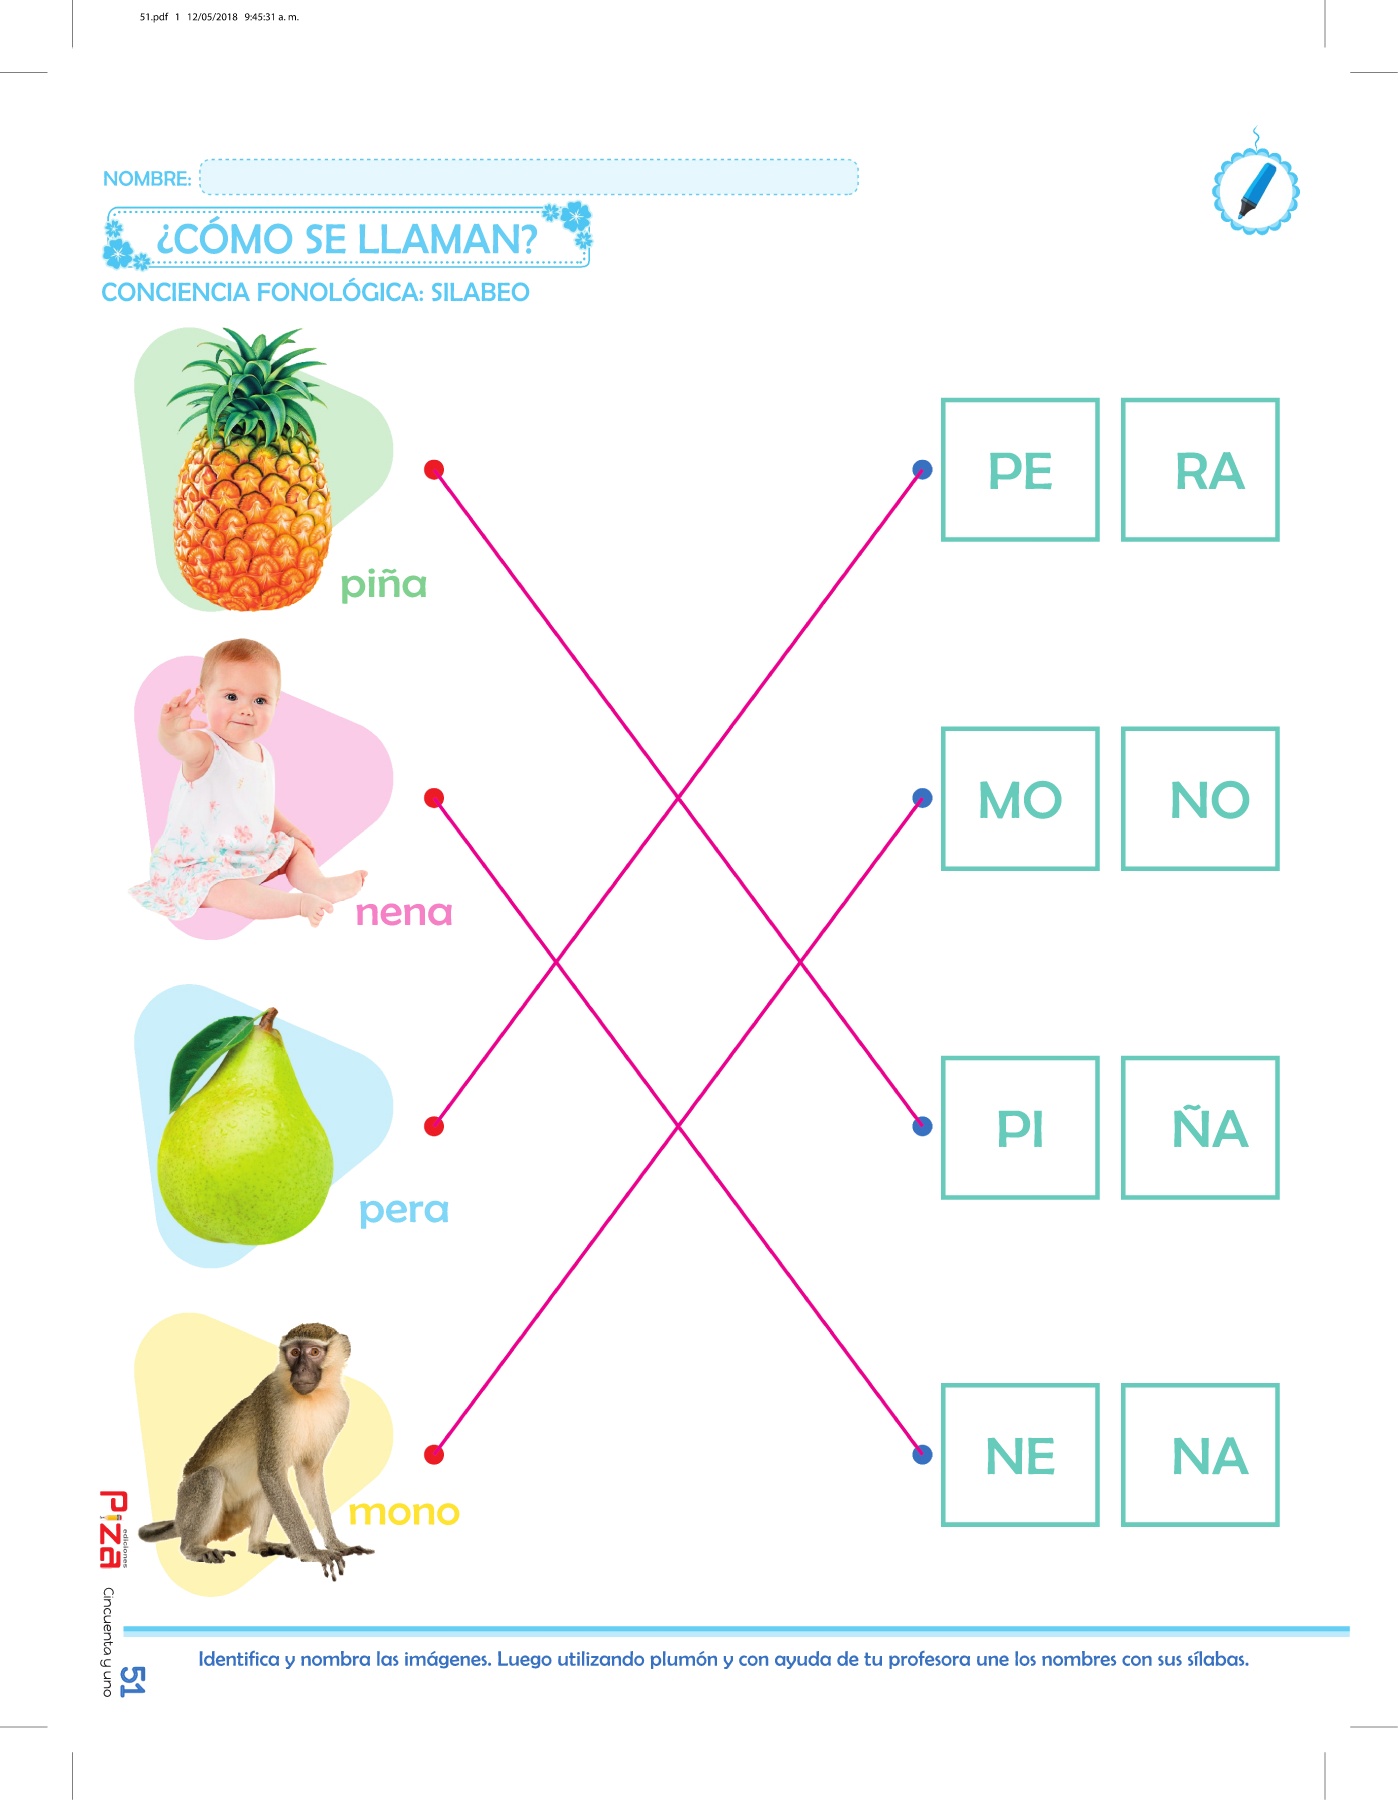 51.pdf 1 12/05/2018 9:45:31 a. m.
NOMBRE:
¿CÓMO SE LLAMAN?
CONCIENCIA FONOLÓGICA: SILABEO
piña
PE RA
nena
MO NO
pera
PI ÑA
mono
NE NA
Piza
ediciones
Cincuenta y uno
51
Identifica y nombra las imágenes. Luego utilizando plumón y con ayuda de tu profesora une los nombres con sus sílabas.